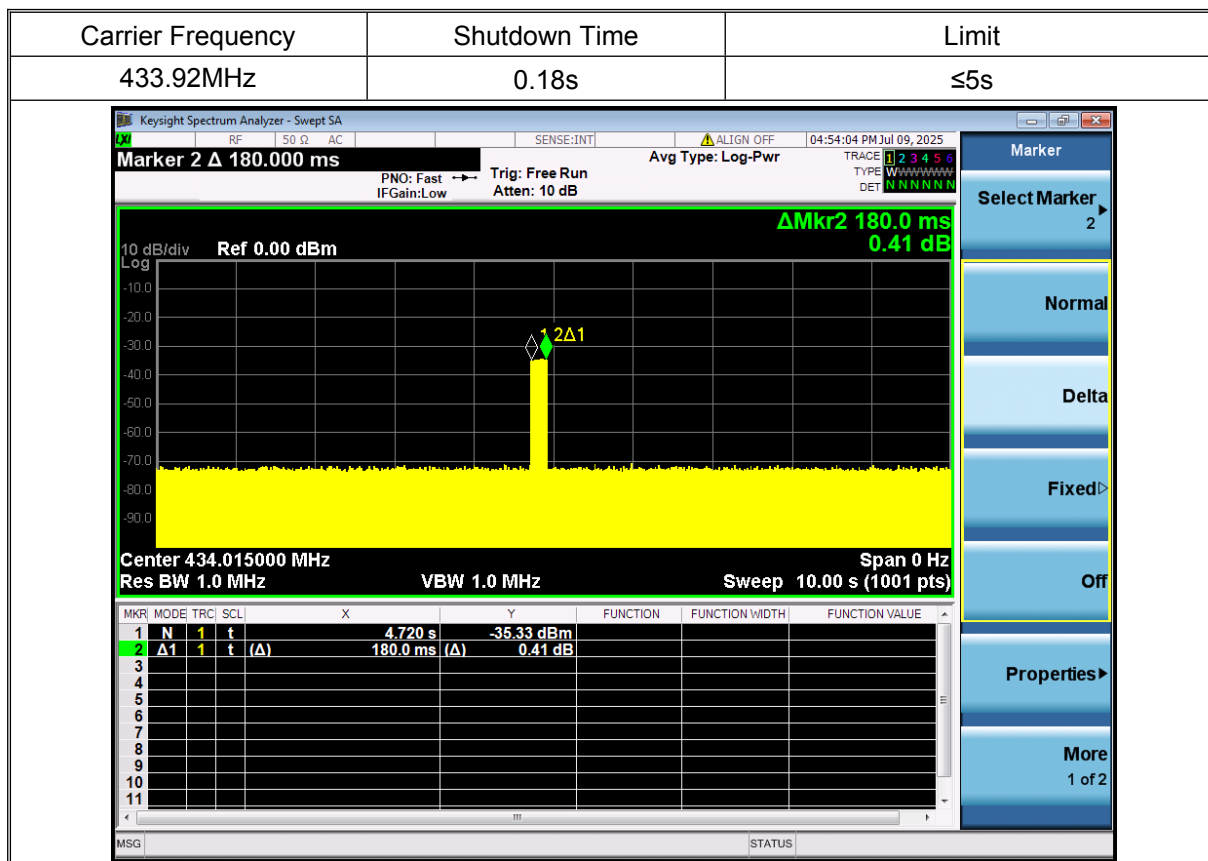 Carrier Frequency Shutdown Time Limit
433.92MHz 0.18s ≤5s
Keysight Spectrum Analyzer - Swept SA
LXI RF 50 Ω AC SENSE:INT ALIGN OFF 04:54:04 PM Jul 09, 2025
Marker 2 Δ 180.000 ms Avg Type: Log-Pwr TRACE 1 2 3 4 5 6
PNO: Fast Trig: Free Run TYPE WWWWWW
IFGain:Low Atten: 10 dB DET N N N N N N
Marker
Select Marker
2
ΔMkr2 180.0 ms
10 dB/div Ref 0.00 dBm 0.41 dB
Log
-10.0
-20.0
-30.0
1 2Δ1
-40.0
-50.0
-60.0
-70.0
-80.0
-90.0
Normal
Delta
Fixed
Off
Center 434.015000 MHz Span 0 Hz
Res BW 1.0 MHz VBW 1.0 MHz Sweep 10.00 s (1001 pts)
MKR MODE TRC SCL X Y FUNCTION FUNCTION WIDTH FUNCTION VALUE
1 N 1 t 4.720 s -35.33 dBm
2 Δ1 1 t (Δ) 180.0 ms (Δ) 0.41 dB
3
4
5
6
7
8
9
10
11
Properties
More
1 of 2
MSG STATUS